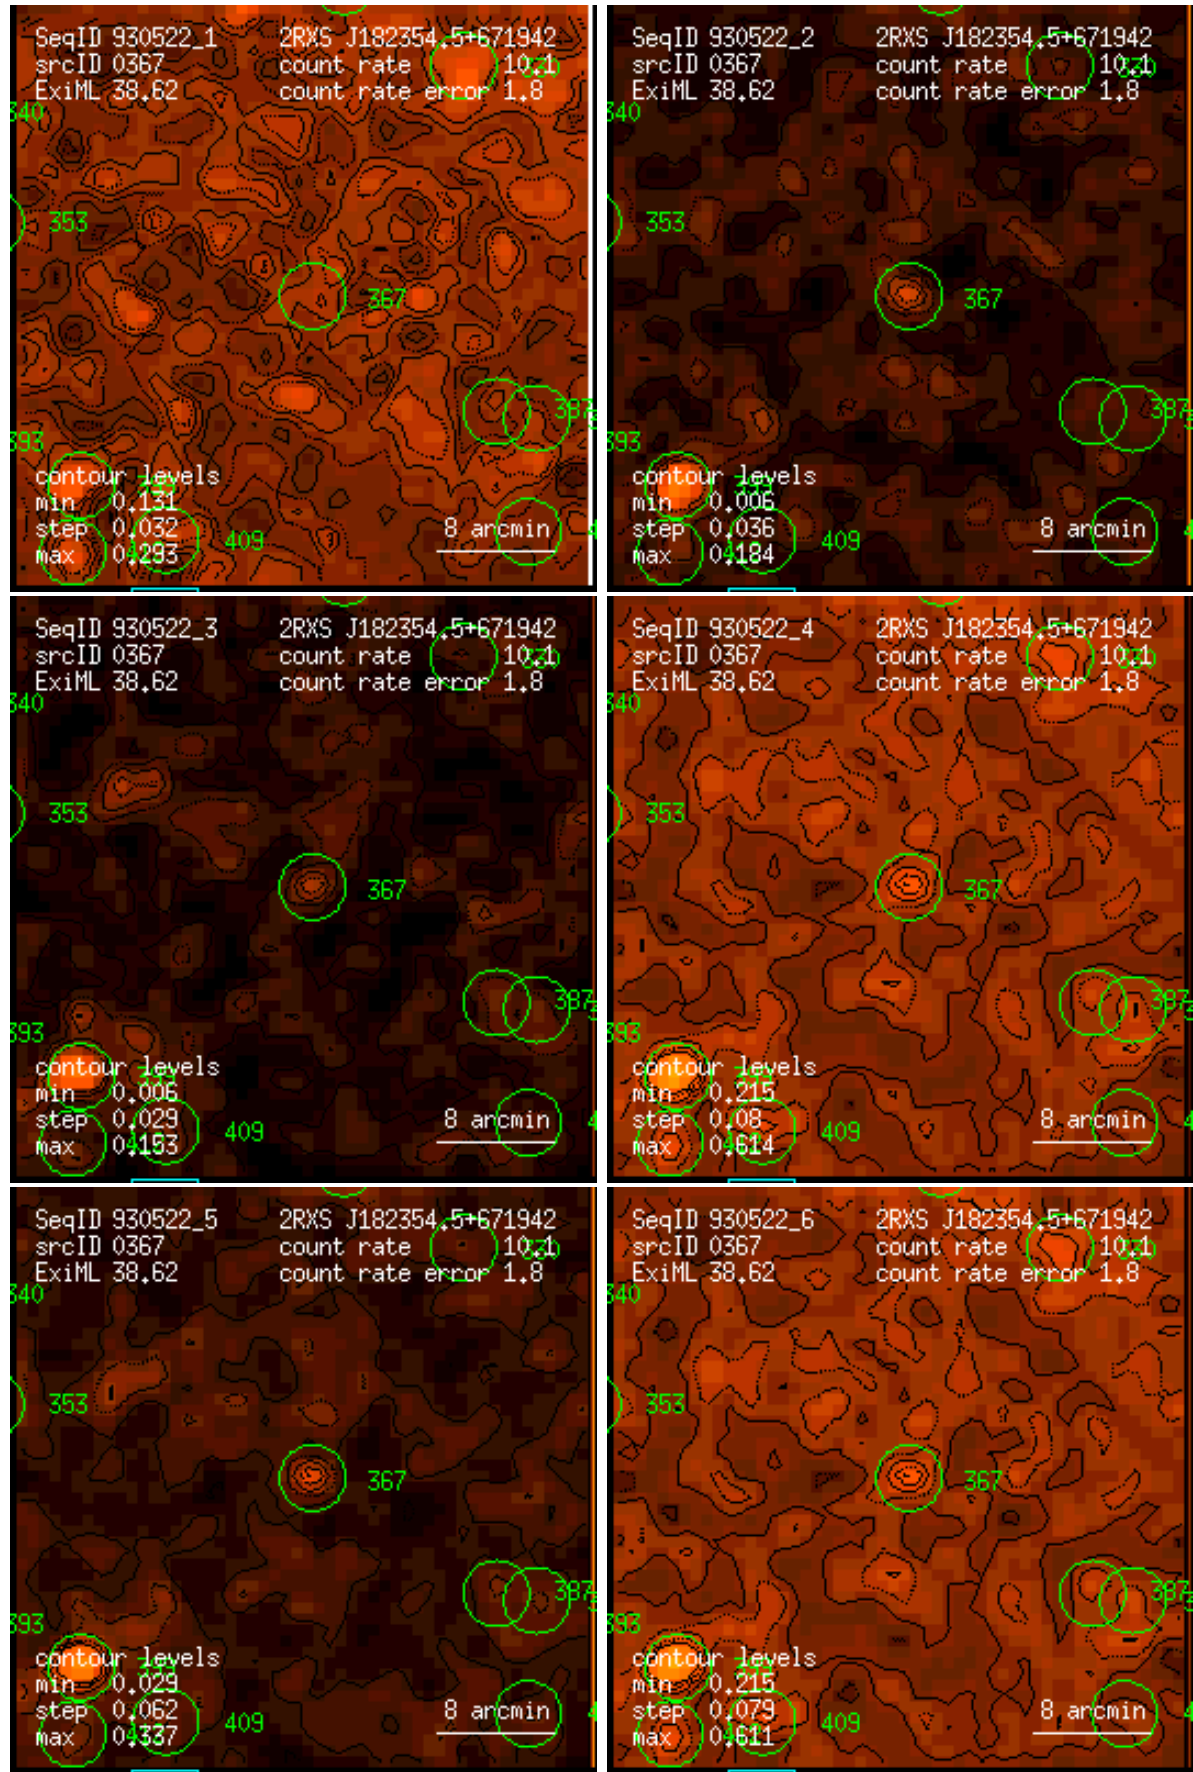 SeqID 930522_1 2RXS J182354.5+671942
srcID 0367 count rate 10.1
ExiML 38.62 count rate error 1.8
340
353
367
387
393
contour levels
min 0.131
step 0.032
max 0.293
409
8 arcmin
SeqID 930522_2 2RXS J182354.5+671942
srcID 0367 count rate 10.1
ExiML 38.62 count rate error 1.8
340
353
367
387
393
contour levels
min 0.006
step 0.036
max 0.184
409
8 arcmin
SeqID 930522_3 2RXS J182354.5+671942
srcID 0367 count rate 10.1
ExiML 38.62 count rate error 1.8
340
353
367
387
393
contour levels
min 0.006
step 0.029
max 0.153
409
8 arcmin
SeqID 930522_4 2RXS J182354.5+671942
srcID 0367 count rate 10.1
ExiML 38.62 count rate error 1.8
340
353
367
387
393
contour levels
min 0.215
step 0.08
max 0.614
409
8 arcmin
SeqID 930522_5 2RXS J182354.5+671942
srcID 0367 count rate 10.1
ExiML 38.62 count rate error 1.8
340
353
367
387
393
contour levels
min 0.029
step 0.062
max 0.337
409
8 arcmin
SeqID 930522_6 2RXS J182354.5+671942
srcID 0367 count rate 10.1
ExiML 38.62 count rate error 1.8
340
353
367
387
393
contour levels
min 0.215
step 0.079
max 0.611
409
8 arcmin